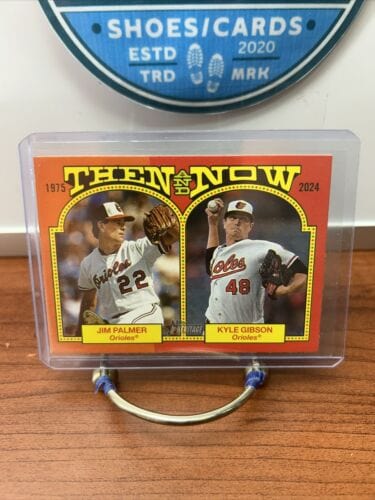 SHOES/CARDS
ESTD 2020
TRD MRK
THEN AND NOW
1975 2024
Orioles 22
Orioles 48
JIM PALMER
Orioles
HERITAGE
KYLE GIBSON
Orioles